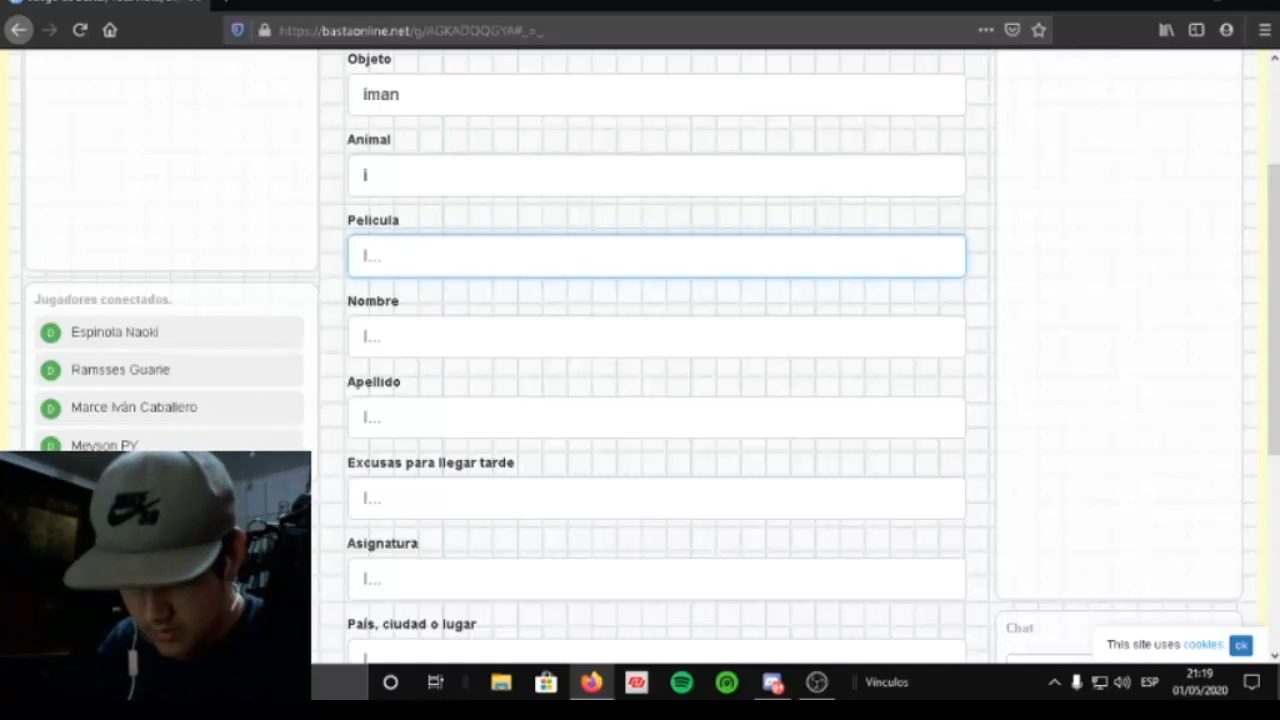 https://bastaonline.net/g/AGKADOQGYA#_=_
Objeto
iman
Animal
i
Pelicula
I...
Nombre
I...
Apellido
I...
Excusas para llegar tarde
I...
Asignatura
I...
País, ciudad o lugar
Jugadores conectados.
D Espinola Naoki
D Ramsses Guarie
D Marce Iván Caballero
D Meyson PY
Chat
This site uses cookies ok
Vínculos
ESP
21:19
01/05/2020